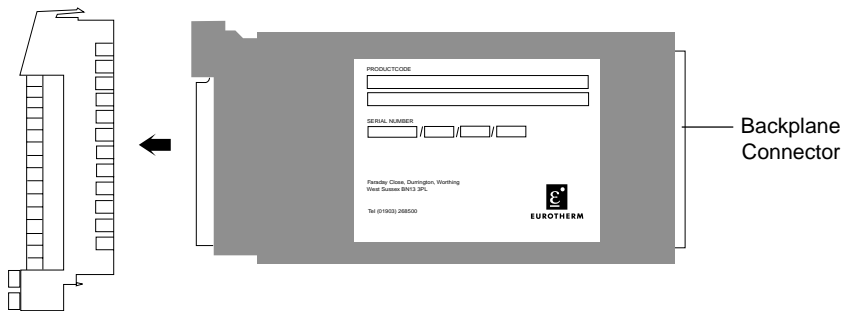 PRODUCTCODE
SERIAL NUMBER
/ / /
Faraday Close, Durrington, Worthing
West Sussex BN13 3PL
Tel (01903) 268500
EUROTHERM
Backplane
Connector